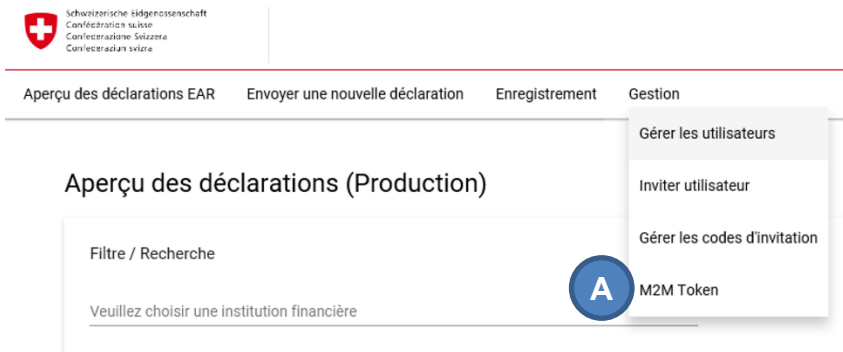 Schweizerische Eidgenossenschaft
Confédération suisse
Confederazione Svizzera
Confederaziun svizra
Aperçu des déclarations EAR Envoyer une nouvelle déclaration Enregistrement Gestion
Gérer les utilisateurs
Inviter utilisateur
Gérer les codes d'invitation
A M2M Token
Aperçu des déclarations (Production)
Filtre / Recherche
Veuillez choisir une institution financière